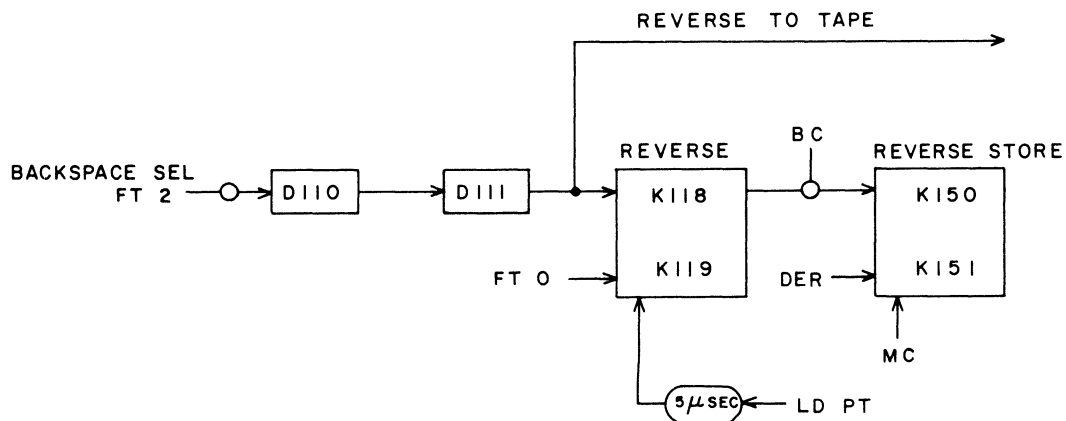 REVERSE TO TAPE
BC
REVERSE
REVERSE STORE
BACKSPACE SEL
FT 2
D110
D111
K118
K150
K119
K151
FT 0
DER
MC
5μSEC
LD PT